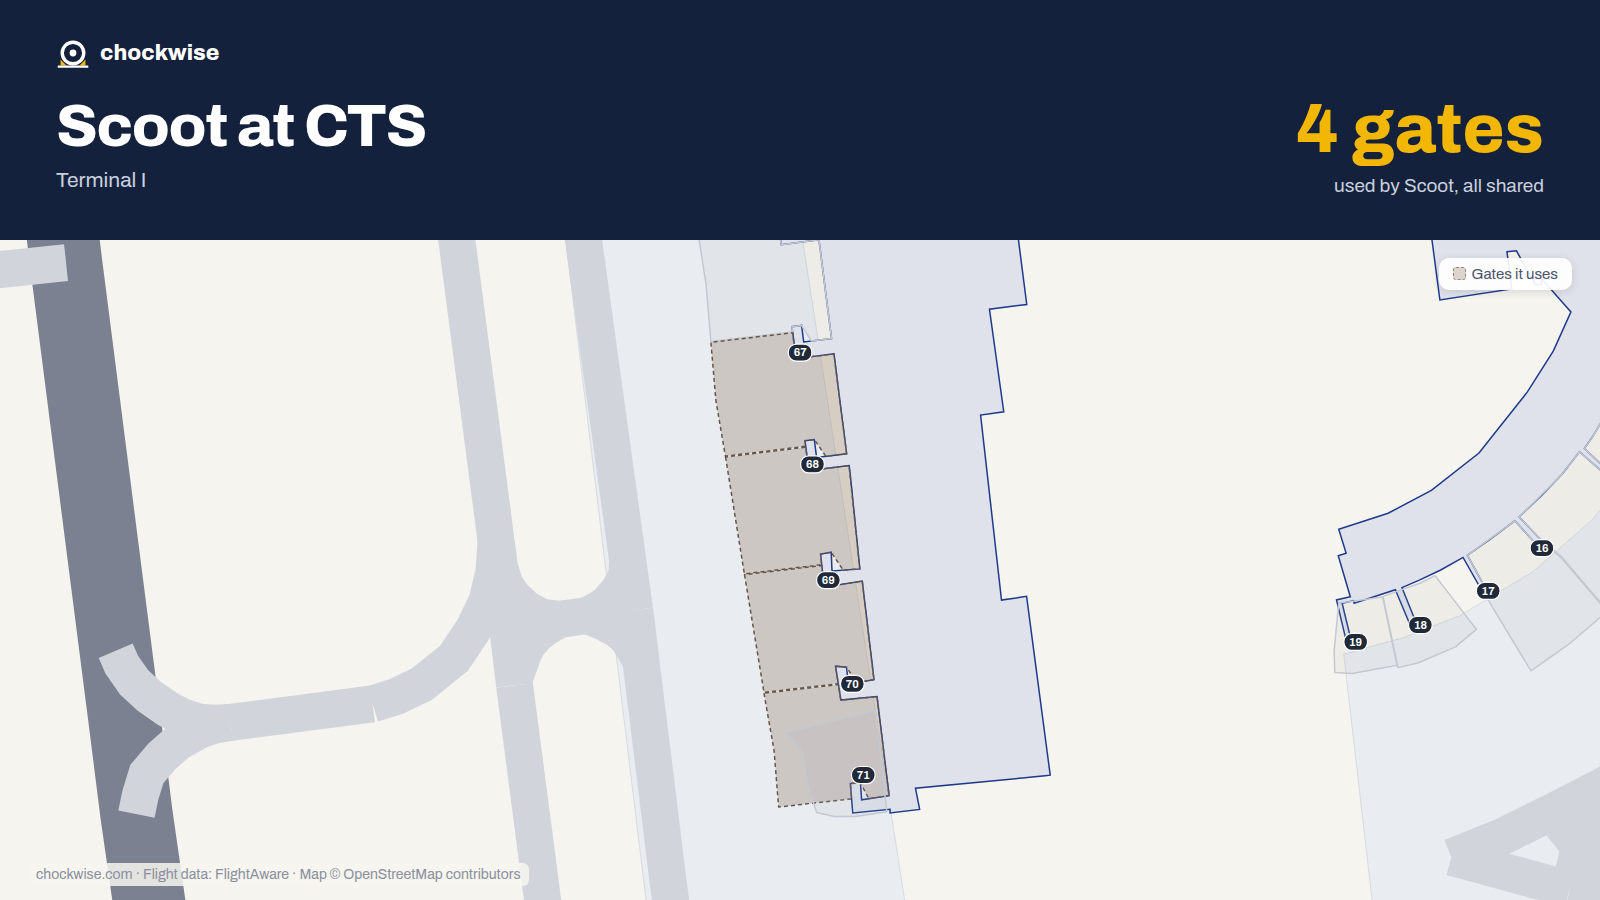 chockwise
Scoot at CTS
Terminal I
4 gates
used by Scoot, all shared
Gates it uses
67
68
69
70
71
16
17
18
19
chockwise.com · Flight data: FlightAware · Map © OpenStreetMap contributors